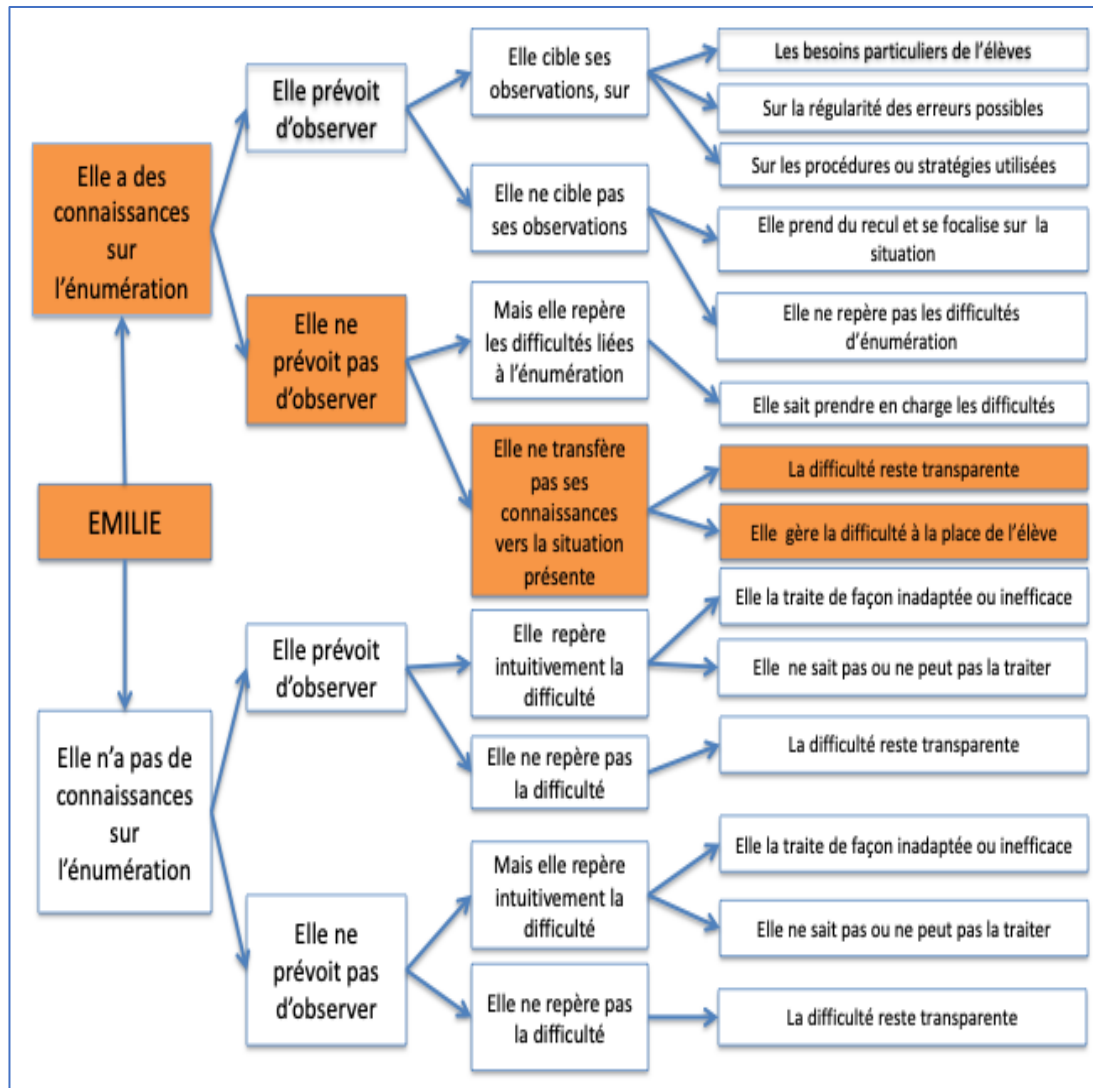 EMILIE
Elle a des
connaissances
sur
l'énumération
Elle prévoit
d'observer
Elle cible ses
observations, sur
Les besoins particuliers de l'élèves
Sur la régularité des erreurs possibles
Sur les procédures ou stratégies utilisées
Elle ne cible pas
ses observations
Elle prend du recul et se focalise sur la
situation
Elle ne repère pas les difficultés
d'énumération
Elle ne
prévoit pas
d'observer
Mais elle repère
les difficultés liées
à l'énumération
Elle sait prendre en charge les difficultés
Elle ne transfère
pas ses
connaissances
vers la situation
présente
La difficulté reste transparente
Elle gère la difficulté à la place de l'élève
Elle n'a pas de
connaissances
sur
l'énumération
Elle prévoit
d'observer
Elle repère
intuitivement la
difficulté
Elle la traite de façon inadaptée ou inefficace
Elle ne sait pas ou ne peut pas la traiter
Elle ne repère pas
la difficulté
La difficulté reste transparente
Elle ne
prévoit pas
d'observer
Mais elle repère
intuitivement la
difficulté
Elle la traite de façon inadaptée ou inefficace
Elle ne sait pas ou ne peut pas la traiter
Elle ne repère pas
la difficulté
La difficulté reste transparente